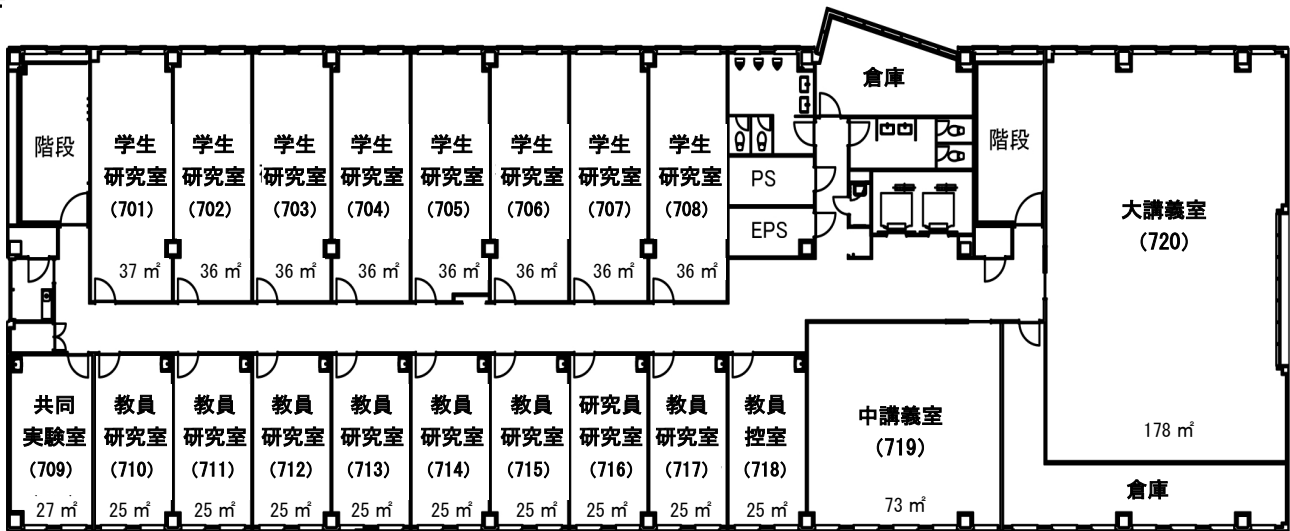 階段
学生
研究室
(701)
37 ㎡
学生
研究室
(702)
36 ㎡
学生
研究室
(703)
36 ㎡
学生
研究室
(704)
36 ㎡
学生
研究室
(705)
36 ㎡
学生
研究室
(706)
36 ㎡
学生
研究室
(707)
36 ㎡
学生
研究室
(708)
36 ㎡
PS
EPS
倉庫
階段
大講義室
(720)
178 ㎡
共同
実験室
(709)
27 ㎡
教員
研究室
(710)
25 ㎡
教員
研究室
(711)
25 ㎡
教員
研究室
(712)
25 ㎡
教員
研究室
(713)
25 ㎡
教員
研究室
(714)
25 ㎡
教員
研究室
(715)
25 ㎡
研究員
研究室
(716)
25 ㎡
教員
研究室
(717)
25 ㎡
教員
控室
(718)
25 ㎡
中講義室
(719)
73 ㎡
倉庫